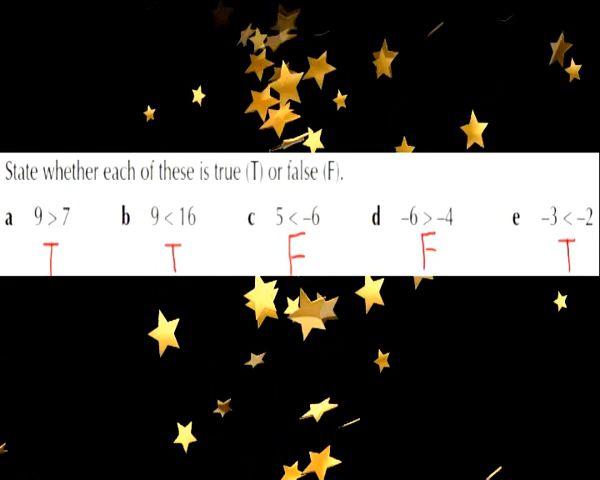 State whether each of these is true (T) or false (F).
a 9 > 7 b 9 < 16 c 5 < –6 d –6 > –4 e –3 < –2
T T F F T